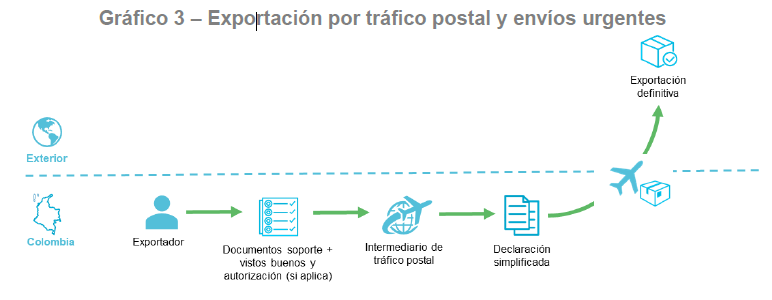 Gráfico 3 – Exportación por tráfico postal y envíos urgentes
Exportación
definitiva
Exterior
Colombia
Exportador
Documentos soporte +
vistos buenos y
autorización (si aplica)
Intermediario de
tráfico postal
Declaración
simplificada